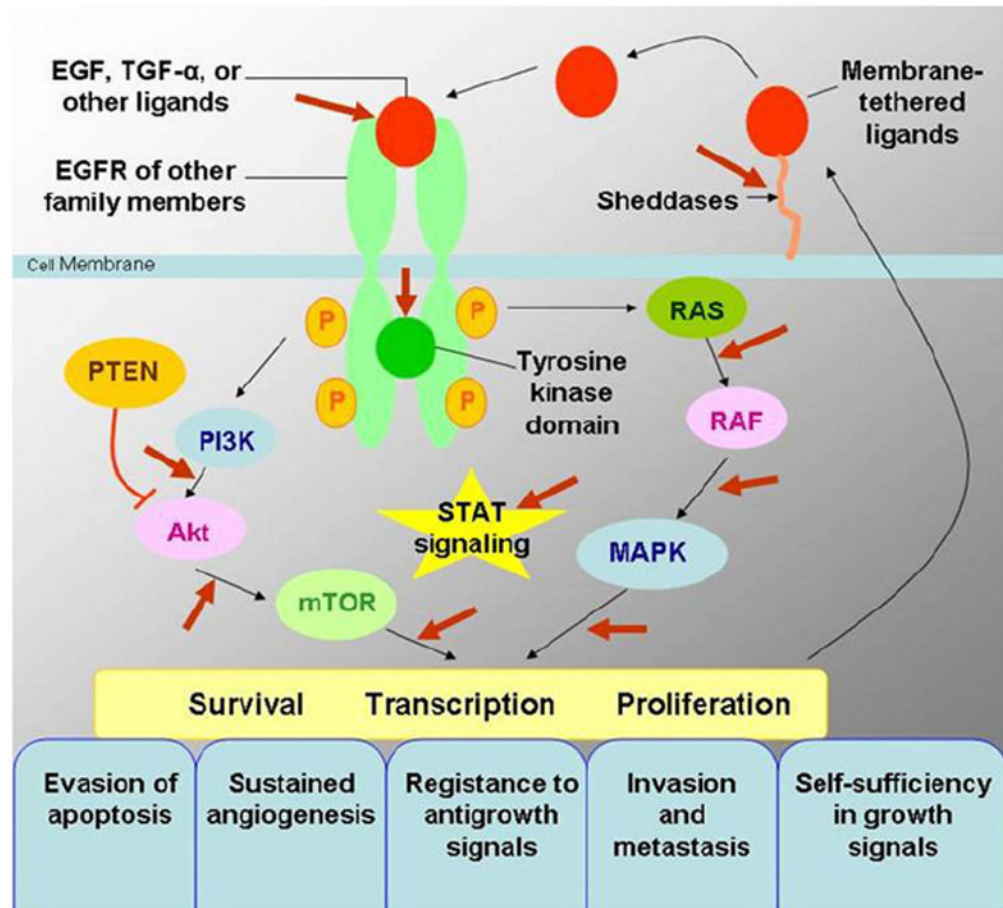 EGF, TGF-α, or
other ligands
Membrane-
tethered
ligands
EGFR of other
family members
Sheddases
Cell Membrane
P
P
RAS
PTEN
Tyrosine
kinase
domain
P
P
RAF
PI3K
STAT
signaling
Akt
MAPK
mTOR
Survival Transcription Proliferation
Evasion of
apoptosis
Sustained
angiogenesis
Registance to
antigrowth
signals
Invasion
and
metastasis
Self-sufficiency
in growth
signals